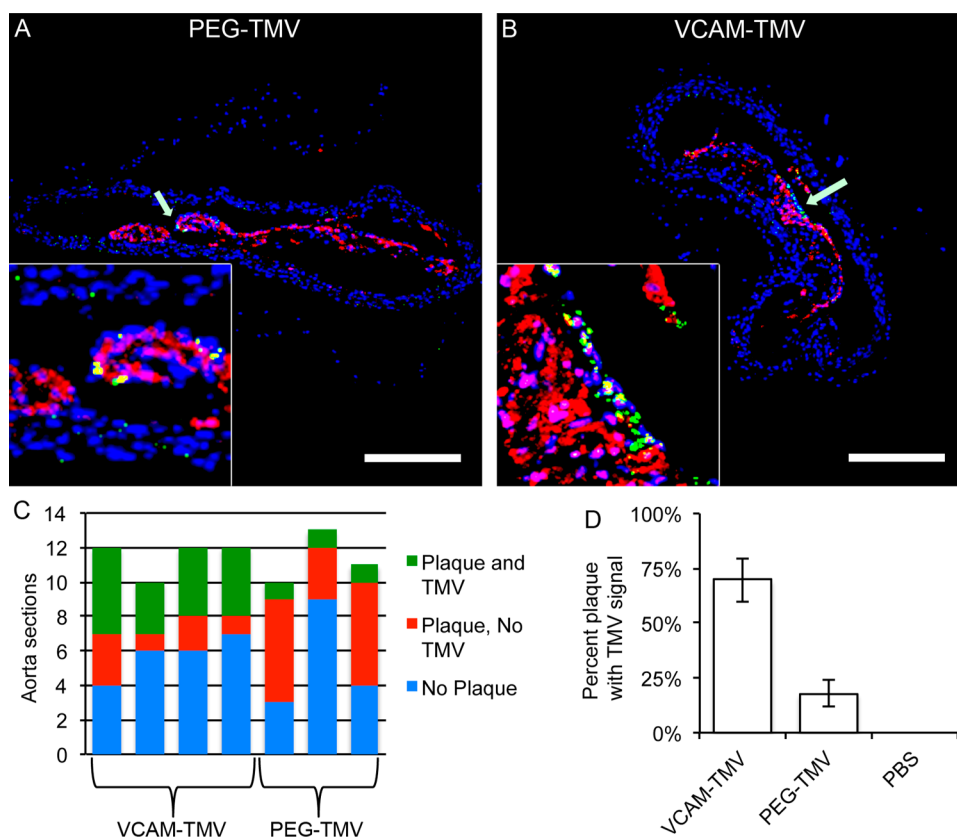 A
PEG-TMV
B
VCAM-TMV
C
14
12
10
8
6
4
2
0
Aorta sections
VCAM-TMV
PEG-TMV
Plaque and
TMV
Plaque, No
TMV
No Plaque
D
100%
75%
50%
25%
0%
Percent plaque
with TMV signal
VCAM-TMV
PEG-TMV
PBS